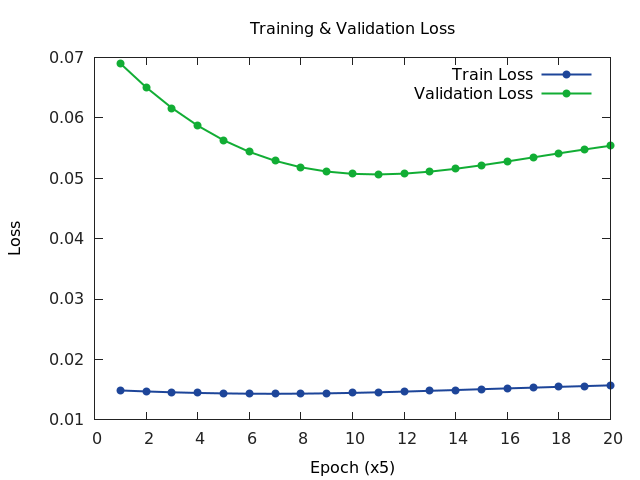 Training & Validation Loss
0.07
0.06
0.05
0.04
0.03
0.02
0.01
Loss
Train Loss
Validation Loss
0 2 4 6 8 10 12 14 16 18 20
Epoch (x5)